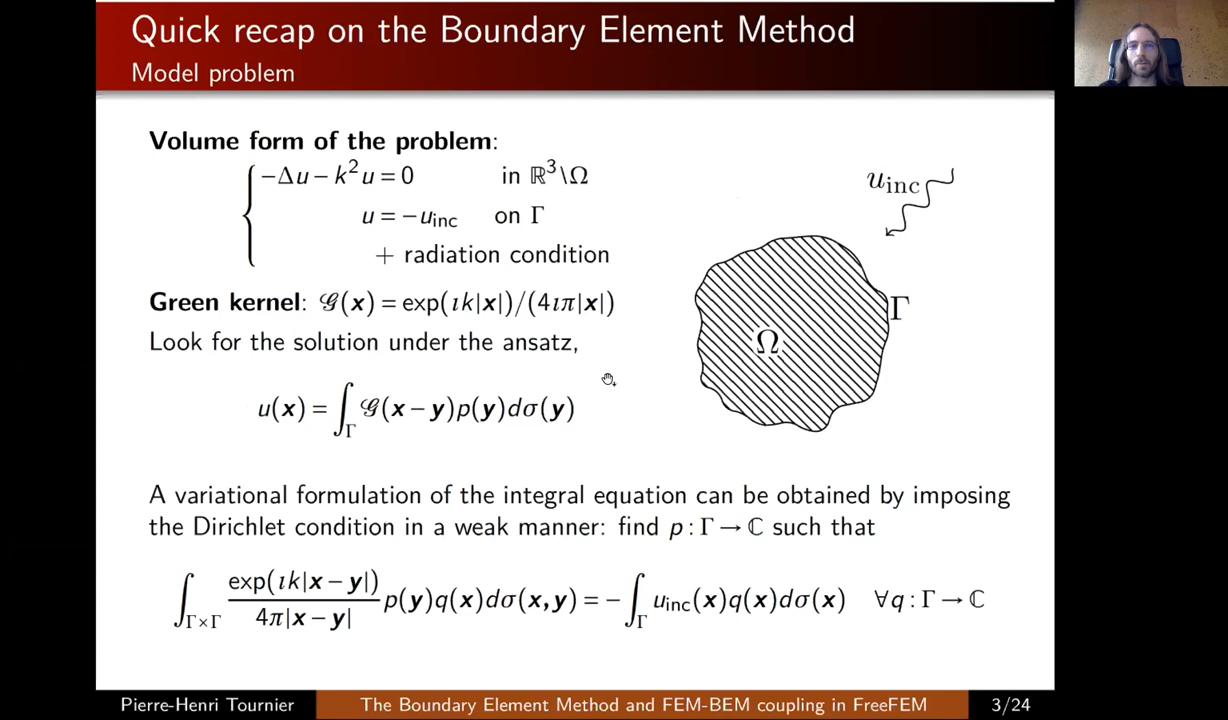 Quick recap on the Boundary Element Method
Model problem
Volume form of the problem:
−Δu − k²u = 0 in ℝ³\Ω
u = −u_inc on Γ
+ radiation condition
Green kernel: 𝒢(x) = exp(ık|x|)/(4ıπ|x|)
Look for the solution under the ansatz,
u(x) = ∫_Γ 𝒢(x − y)p(y)dσ(y)
u_inc
Γ
Ω
A variational formulation of the integral equation can be obtained by imposing
the Dirichlet condition in a weak manner: find p : Γ → ℂ such that
∫_{Γ×Γ} exp(ık|x − y|)/4π|x − y| p(y)q(x)dσ(x,y) = − ∫_Γ u_inc(x)q(x)dσ(x) ∀q : Γ → ℂ
Pierre-Henri Tournier
The Boundary Element Method and FEM-BEM coupling in FreeFEM
3/24